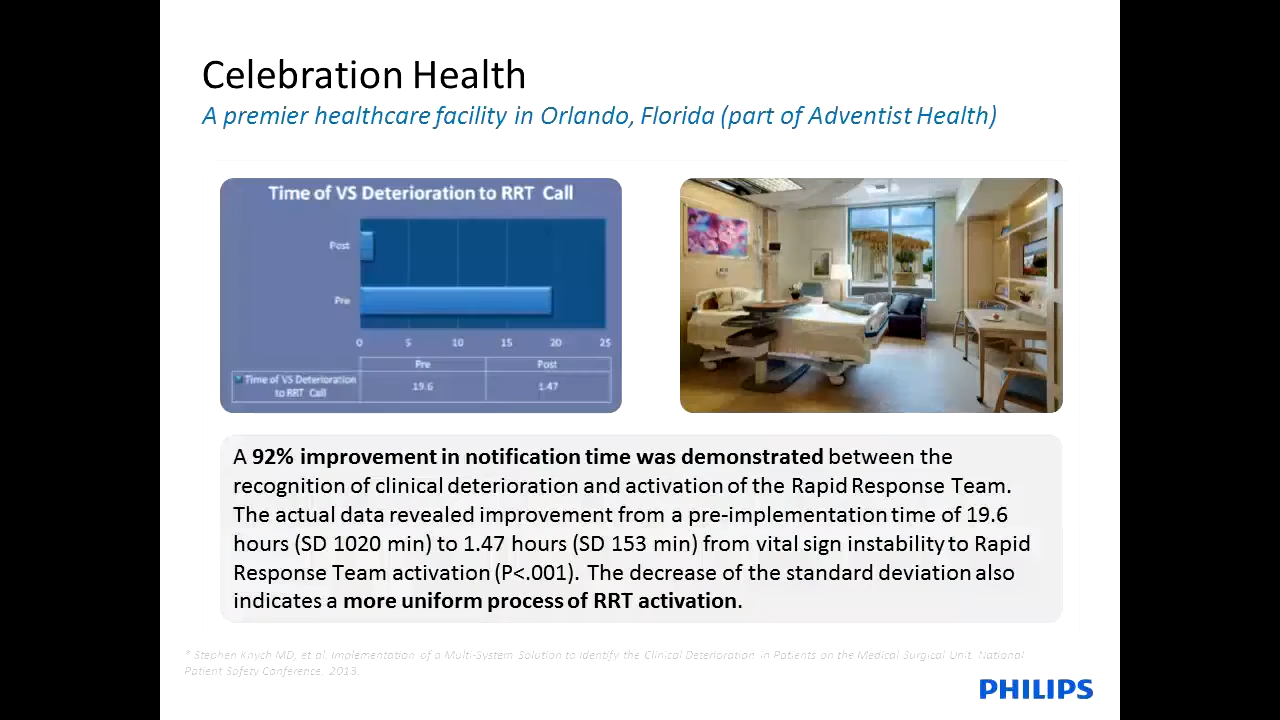 Celebration Health
A premier healthcare facility in Orlando, Florida (part of Adventist Health)
Time of VS Deterioration to RRT Call
Post
Pre
0 5 10 15 20 25
Pre Post
Time of VS Deterioration 19.6 1.47
to RRT Call
A 92% improvement in notification time was demonstrated between the
recognition of clinical deterioration and activation of the Rapid Response Team.
The actual data revealed improvement from a pre-implementation time of 19.6
hours (SD 1020 min) to 1.47 hours (SD 153 min) from vital sign instability to Rapid
Response Team activation (P<.001). The decrease of the standard deviation also
indicates a more uniform process of RRT activation.
* Stephen Knych MD, et al. Implementation of a Multi-System Solution to Identify the Clinical Deterioration in Patients on the Medical Surgical Unit. National
Patient Safety Conference, 2013.
PHILIPS